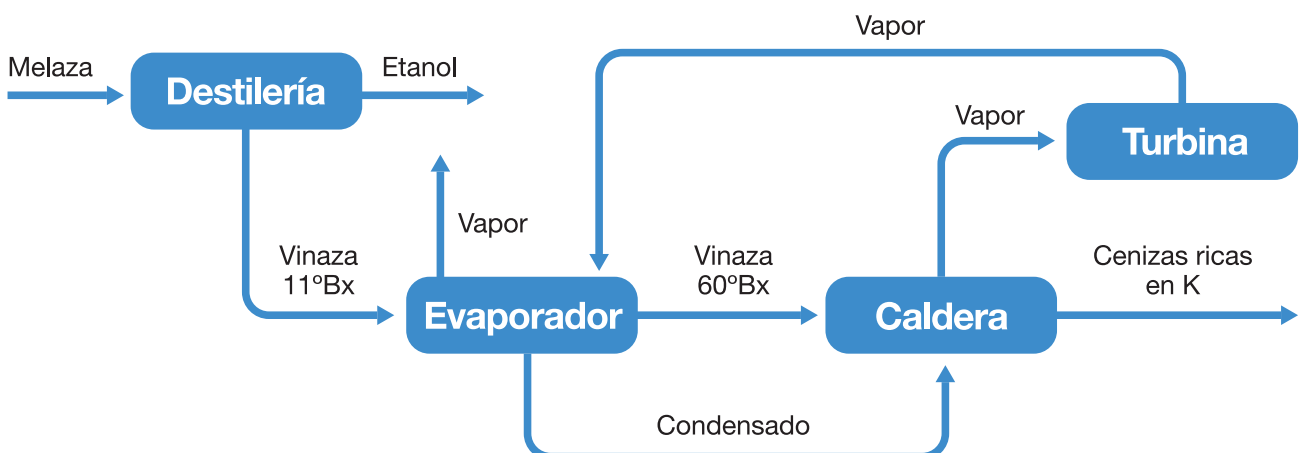 Vapor
Melaza
Destilería
Etanol
Vapor
Turbina
Vapor
Vinaza
11ºBx
Vinaza
60ºBx
Cenizas ricas
en K
Evaporador
Caldera
Condensado